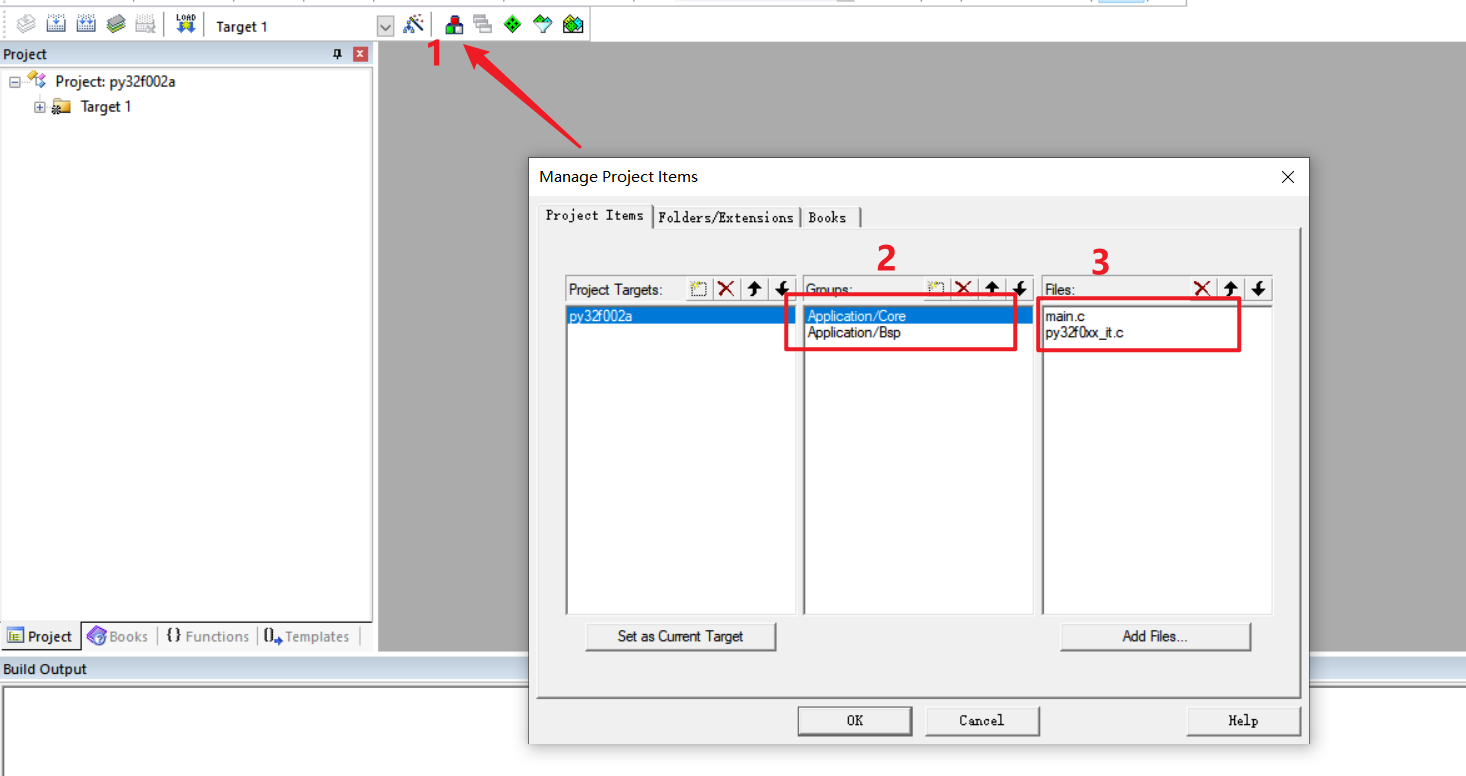 LOAD
Target 1
1
Project
Project: py32f002a
Target 1
Manage Project Items
Project Items
Folders/Extensions
Books
2
3
Project Targets:
Groups:
Files:
py32f002a
Application/Core
main.c
Application/Bsp
py32f0xx_it.c
Set as Current Target
Add Files...
Project
Books
{} Functions
Templates
Build Output
OK
Cancel
Help